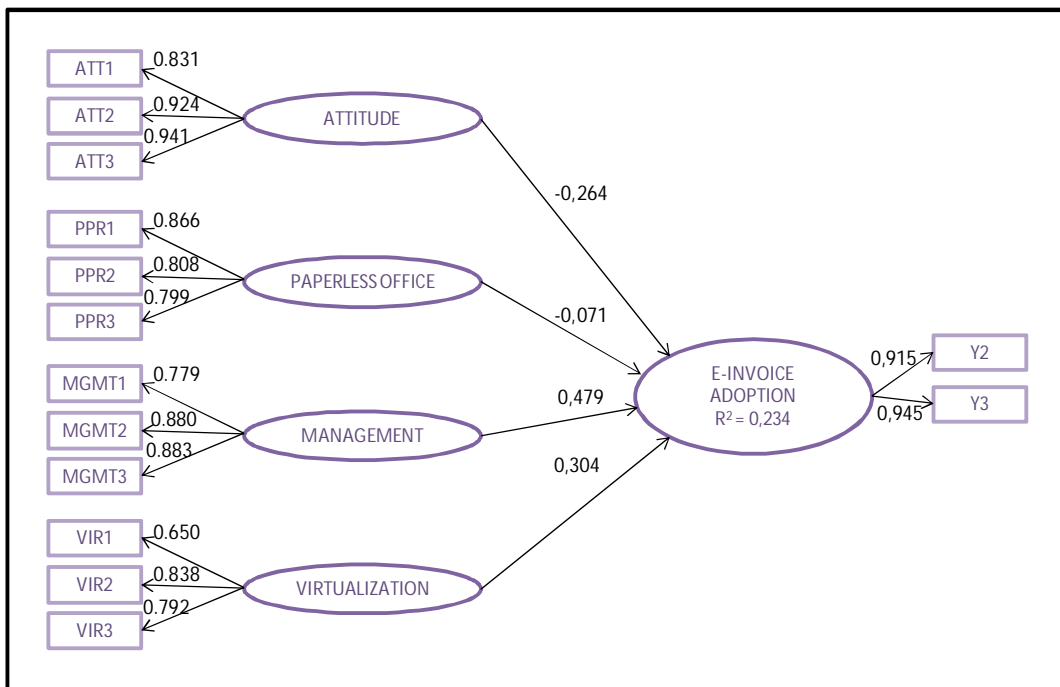 ATT1
0.831
ATT2
0.924
ATT3
0.941
ATTITUDE
-0,264
PPR1
0.866
PPR2
0.808
PPR3
0.799
PAPERLESS OFFICE
-0,071
MGMT1
0.779
MGMT2
0.880
MGMT3
0.883
MANAGEMENT
0,479
VIR1
0.650
VIR2
0.838
VIR3
0.792
VIRTUALIZATION
0,304
E-INVOICE
ADOPTION
R² = 0,234
0,915
Y2
0,945
Y3